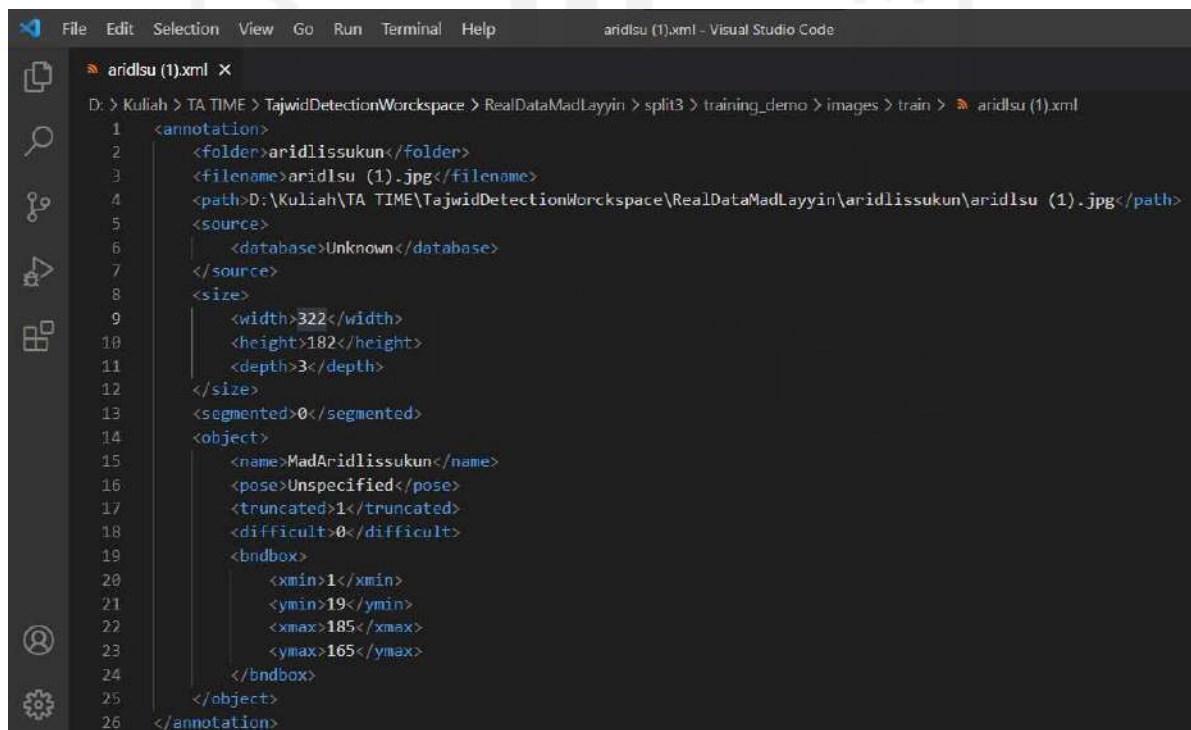 File Edit Selection View Go Run Terminal Help aridlsu (1).xml - Visual Studio Code
aridlsu (1).xml ×
D: > Kuliah > TA TIME > TajwidDetectionWorckspace > RealDataMadLayyin > split3 > training_demo > images > train > aridlsu (1).xml
1 <annotation>
2 <folder>aridlissukun</folder>
3 <filename>aridlsu (1).jpg</filename>
4 <path>D:\Kuliah\TA TIME\TajwidDetectionWorckspace\RealDataMadLayyin\aridlissukun\aridlsu (1).jpg</path>
5 <source>
6 <database>Unknown</database>
7 </source>
8 <size>
9 <width>322</width>
10 <height>182</height>
11 <depth>3</depth>
12 </size>
13 <segmented>0</segmented>
14 <object>
15 <name>MadAridlissukun</name>
16 <pose>Unspecified</pose>
17 <truncated>1</truncated>
18 <difficult>0</difficult>
19 <bndbox>
20 <xmin>1</xmin>
21 <ymin>19</ymin>
22 <xmax>185</xmax>
23 <ymax>165</ymax>
24 </bndbox>
25 </object>
26 </annotation>